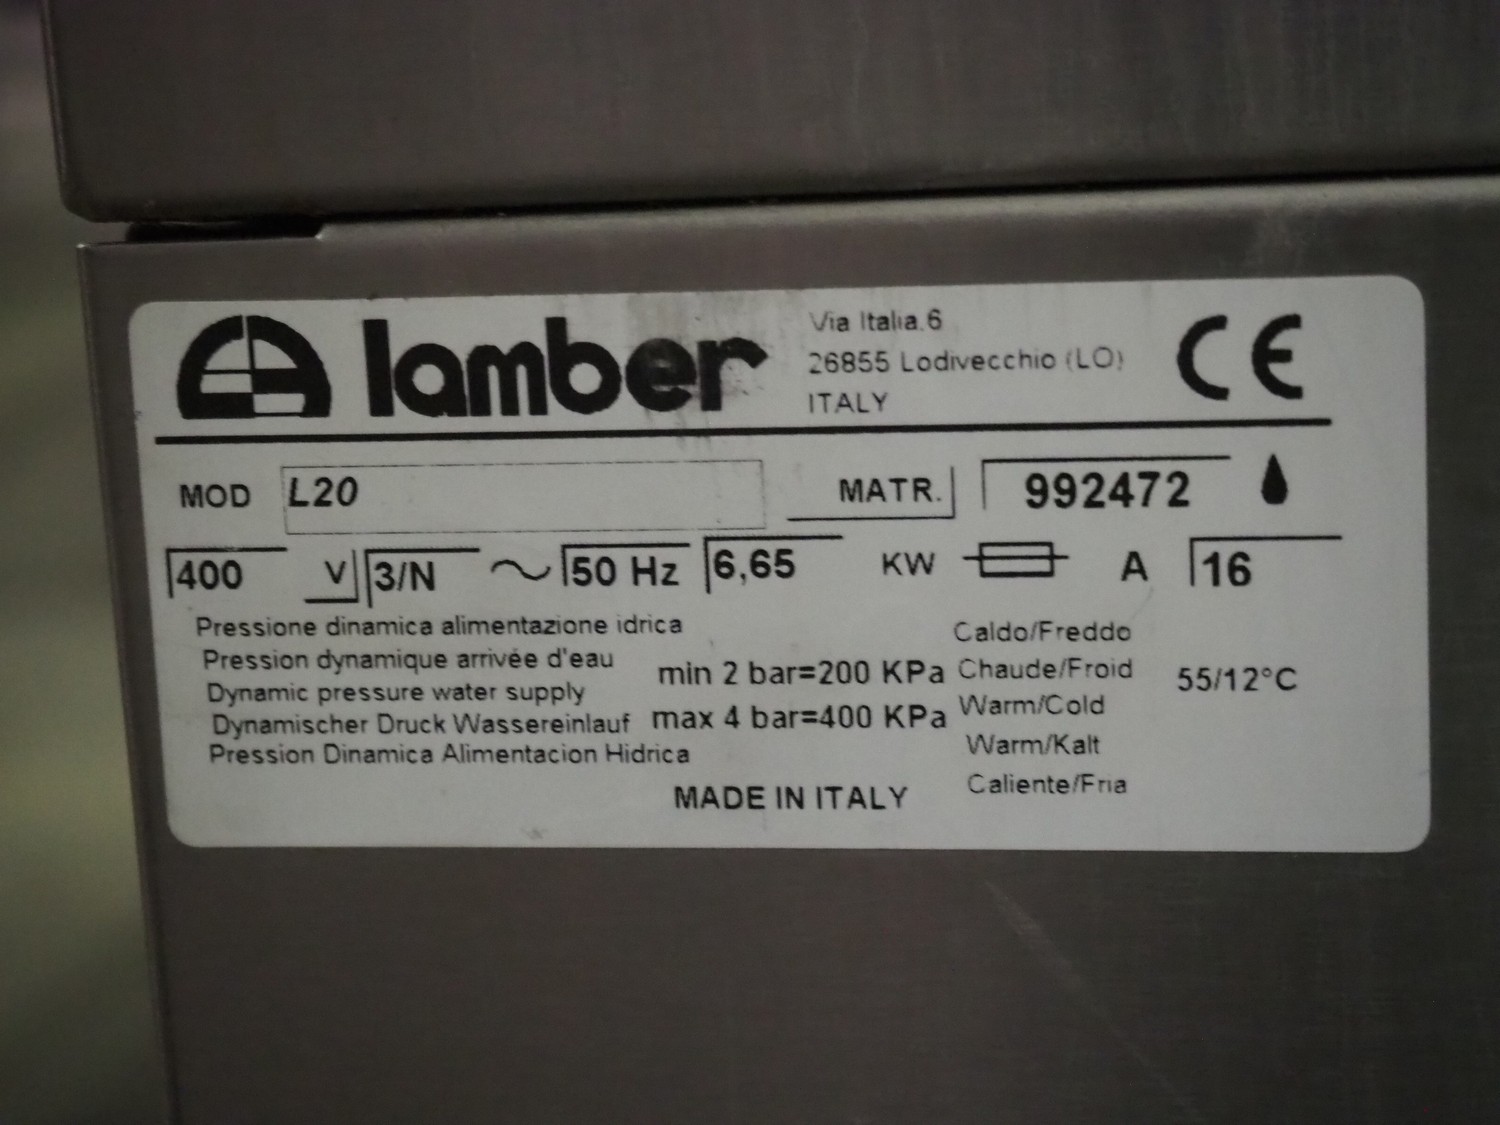 lamber
Via Italia.6
26855 Lodivecchio (LO)
ITALY
CE
MOD L20 MATR. 992472
400 V 3/N ~ 50 Hz 6,65 KW A 16
Pressione dinamica alimentazione idrica
Pression dynamique arrivée d'eau
Dynamic pressure water supply
Dynamischer Druck Wassereinlauf
Pression Dinamica Alimentacion Hidrica
min 2 bar=200 KPa
max 4 bar=400 KPa
Caldo/Freddo
Chaude/Froid
Warm/Cold
Warm/Kalt
Caliente/Fria
55/12°C
MADE IN ITALY